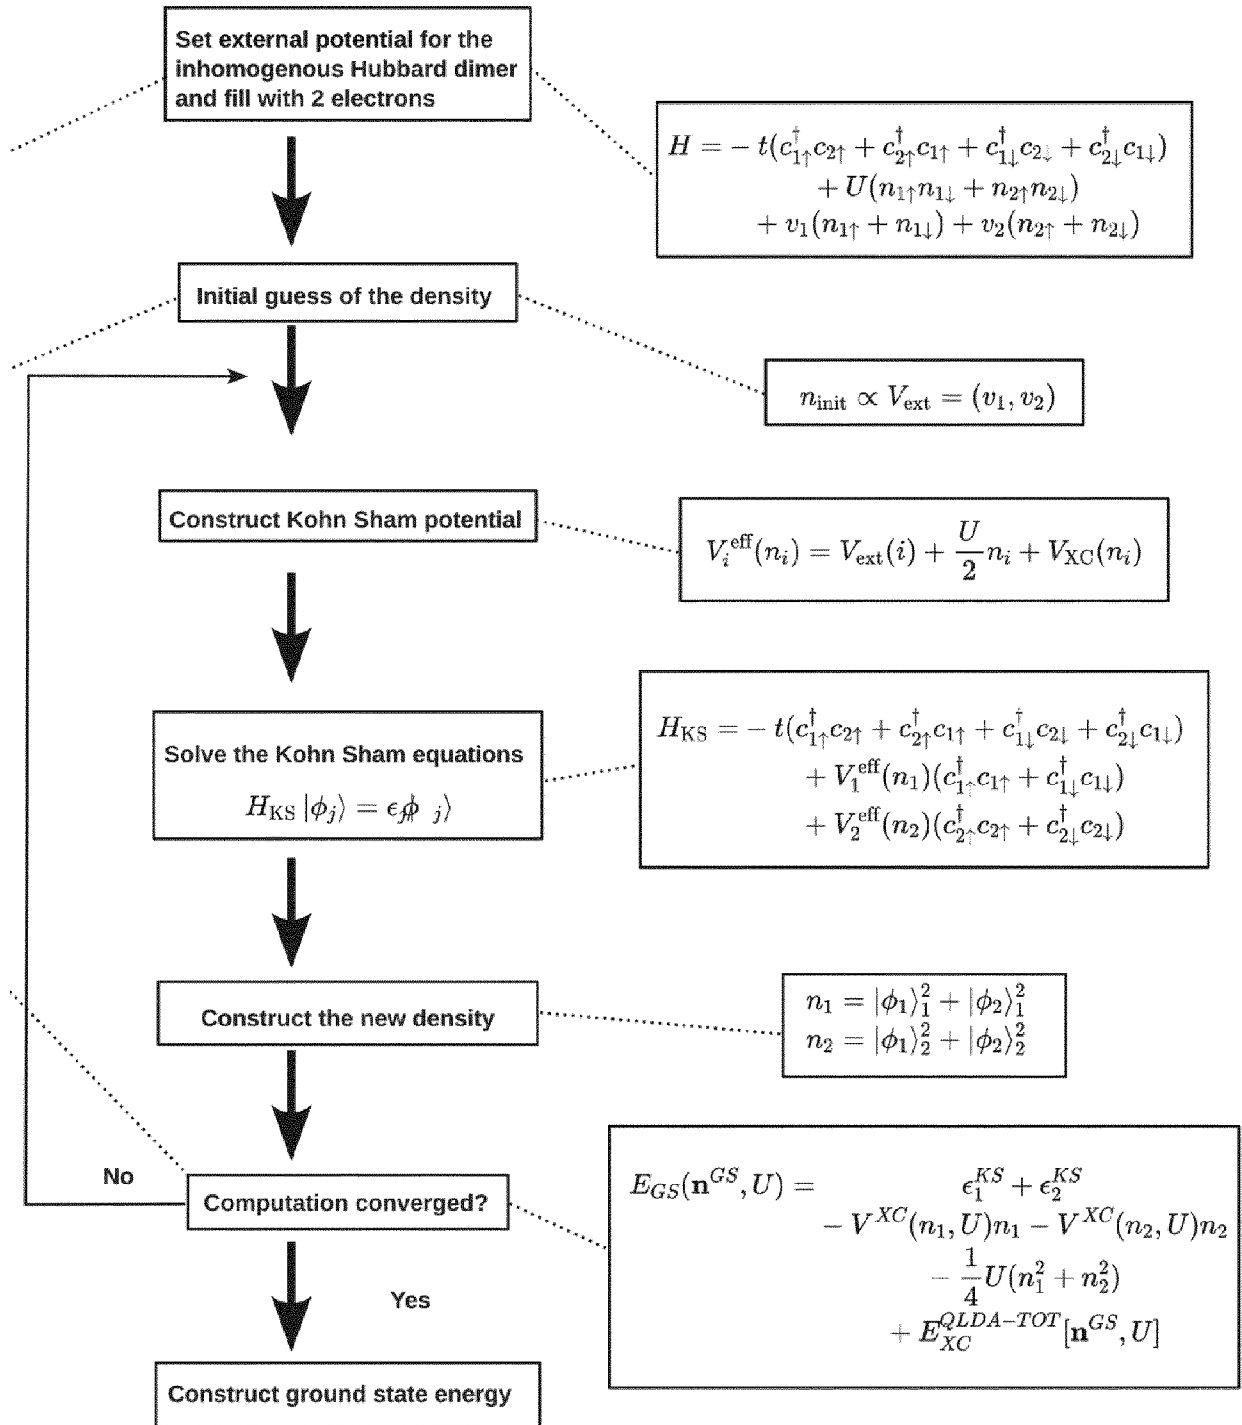 Set external potential for the
inhomogenous Hubbard dimer
and fill with 2 electrons
H = − t(c†1↑c2↑ + c†2↑c1↑ + c†1↓c2↓ + c†2↓c1↓)
+ U(n1↑n1↓ + n2↑n2↓)
+ v1(n1↑ + n1↓) + v2(n2↑ + n2↓)
Initial guess of the density
ninit ∝ Vext = (v1, v2)
Construct Kohn Sham potential
Vieff(ni) = Vext(i) + U/2 ni + VXC(ni)
Solve the Kohn Sham equations
HKS |ϕj⟩ = ϵj|ϕ j⟩
HKS = − t(c†1↑c2↑ + c†2↑c1↑ + c†1↓c2↓ + c†2↓c1↓)
+ V1eff(n1)(c†1↑c1↑ + c†1↓c1↓)
+ V2eff(n2)(c†2↑c2↑ + c†2↓c2↓)
Construct the new density
n1 = |ϕ1⟩²1 + |ϕ2⟩²1
n2 = |ϕ1⟩²2 + |ϕ2⟩²2
No
Computation converged?
EGS(nGS, U) = ϵ1KS + ϵ2KS
− VXC(n1, U)n1 − VXC(n2, U)n2
− 1/4 U(n1² + n2²)
+ EXCQLDA−TOT[nGS, U]
Yes
Construct ground state energy